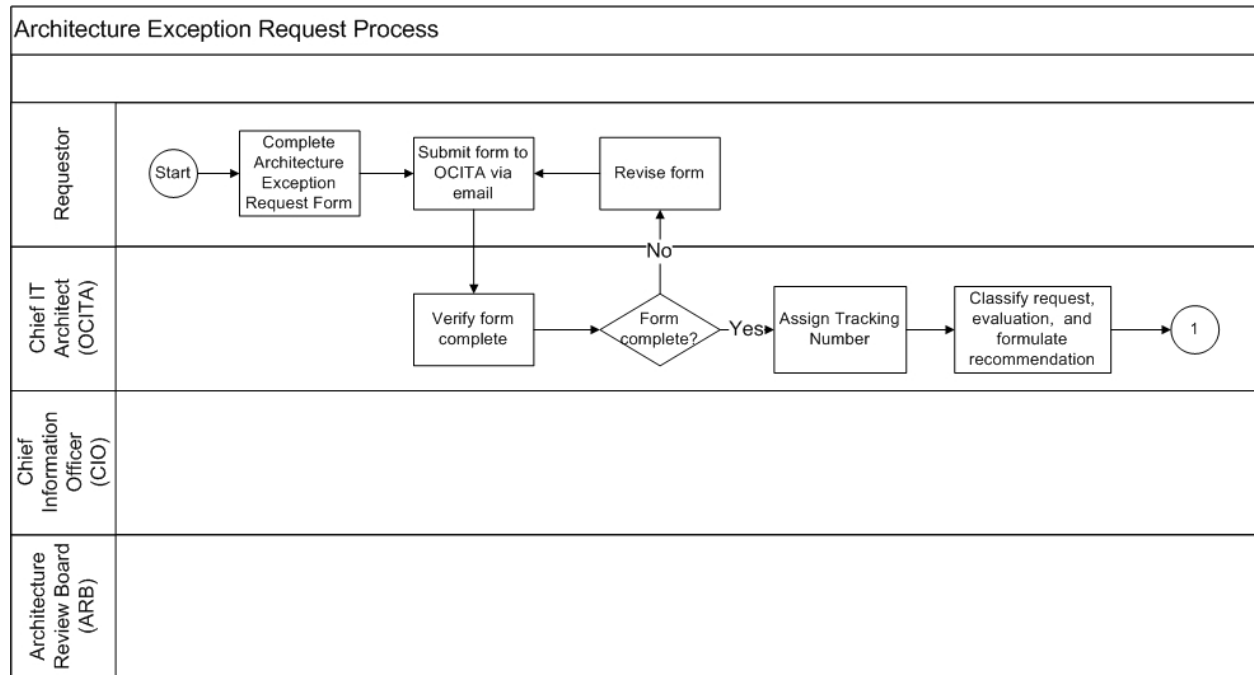 Architecture Exception Request Process
Requestor
Start
Complete
Architecture
Exception
Request Form
Submit form to
OCITA via
email
Revise form
No
Chief IT
Architect
(OCITA)
Verify form
complete
Form
complete?
Yes
Assign Tracking
Number
Classify request,
evaluation, and
formulate
recommendation
1
Chief
Information
Officer
(CIO)
Architecture
Review Board
(ARB)